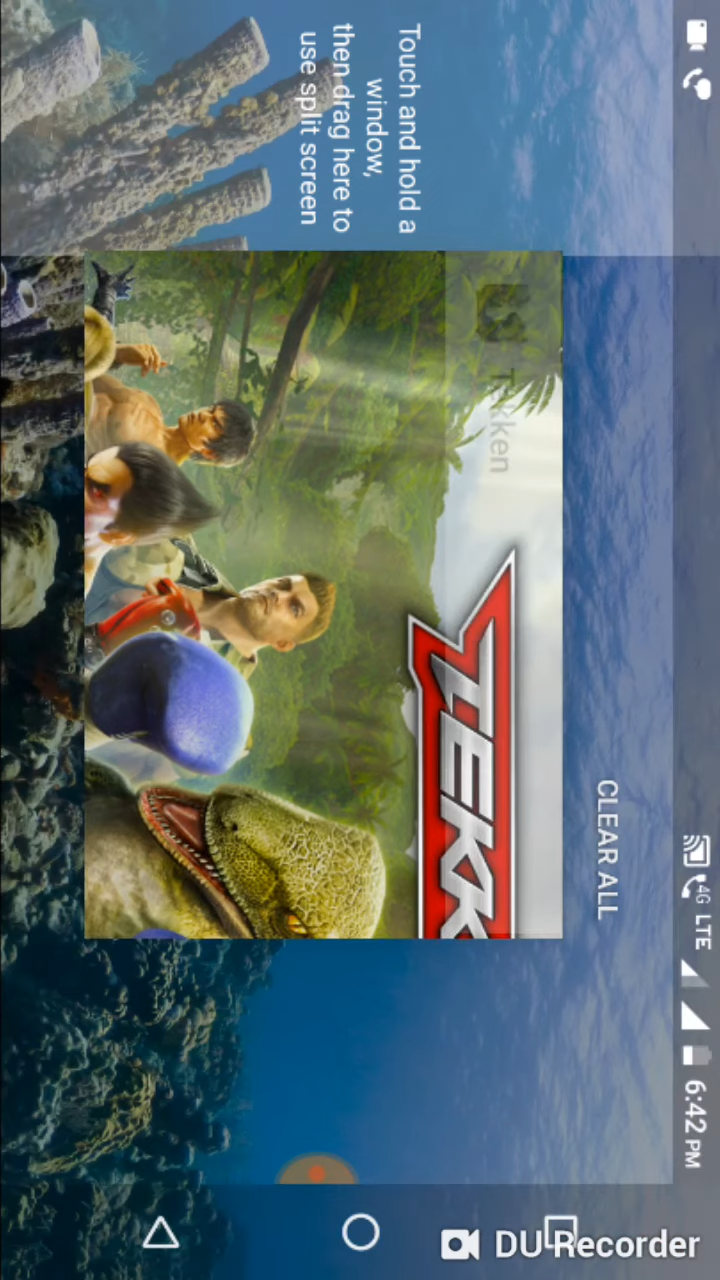 4G LTE 6:42 PM
Touch and hold a
window,
then drag here to
use split screen
CLEAR ALL
Tekken
TEKK
DU Recorder